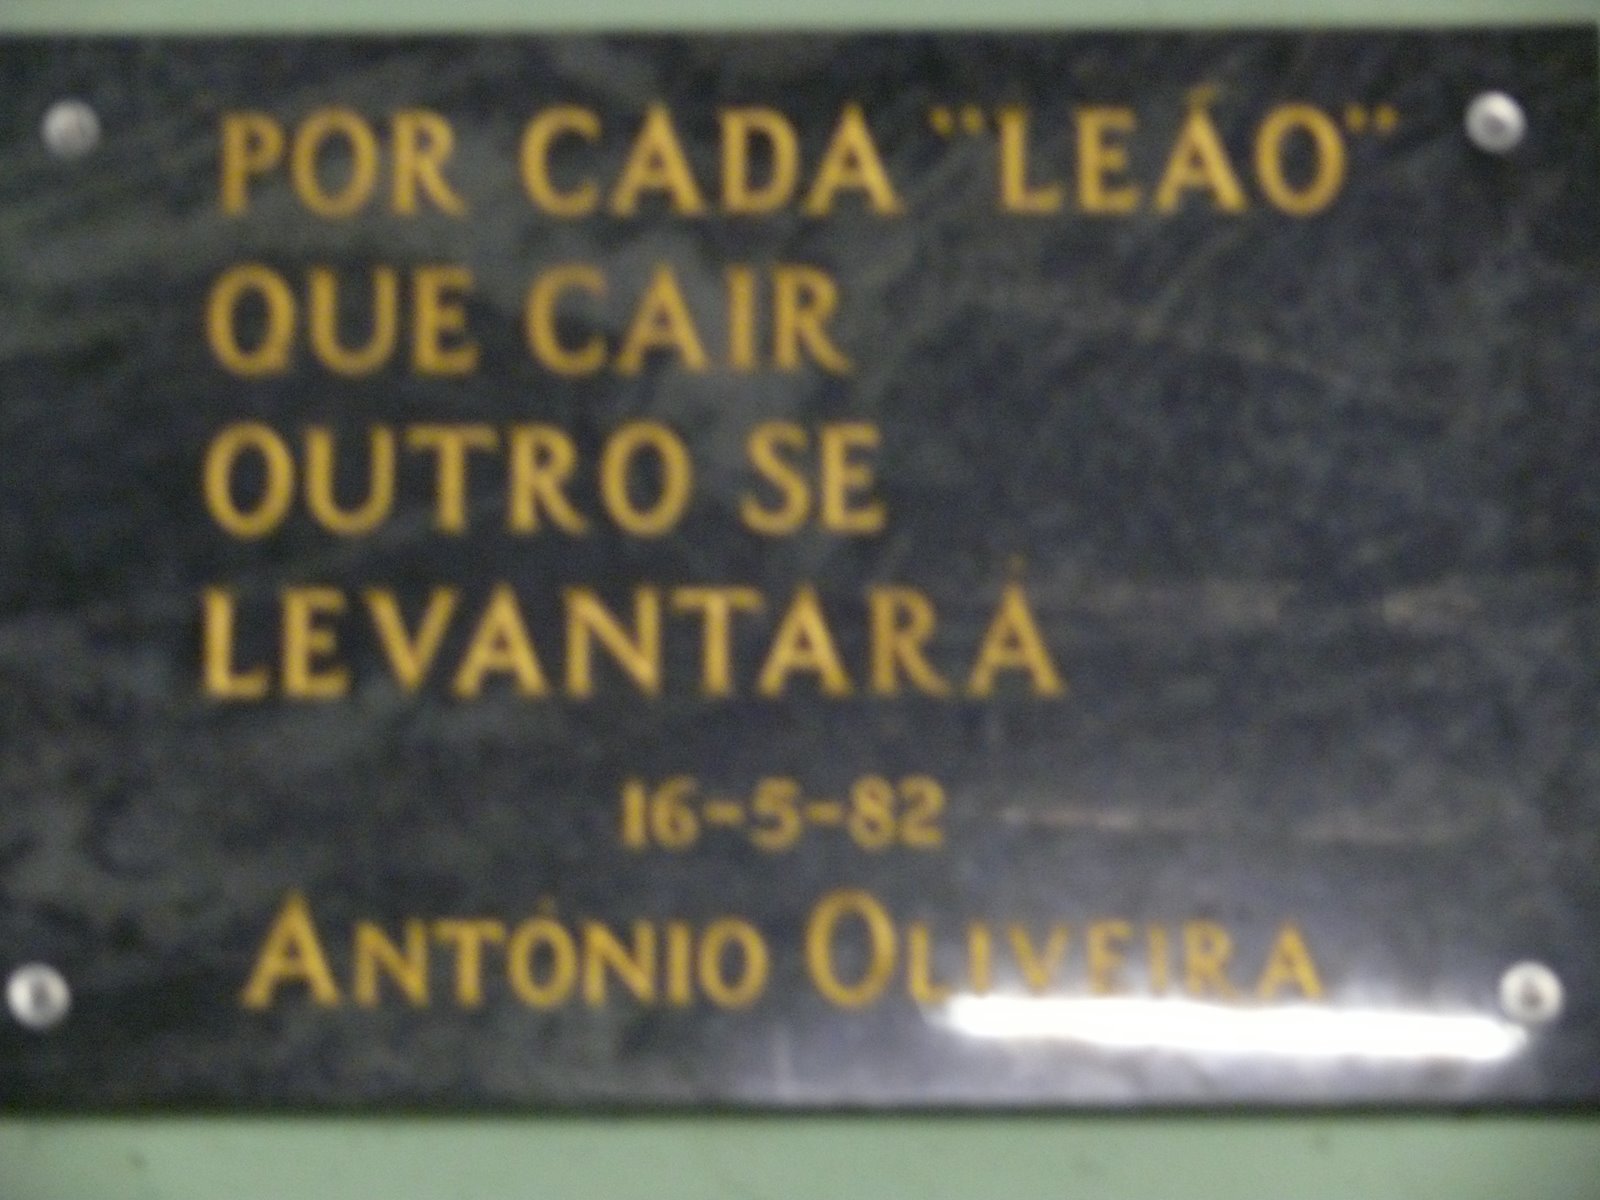 POR CADA "LEÃO"
QUE CAIR
OUTRO SE
LEVANTARÁ
16-5-82
ANTÓNIO OLIVEIRA